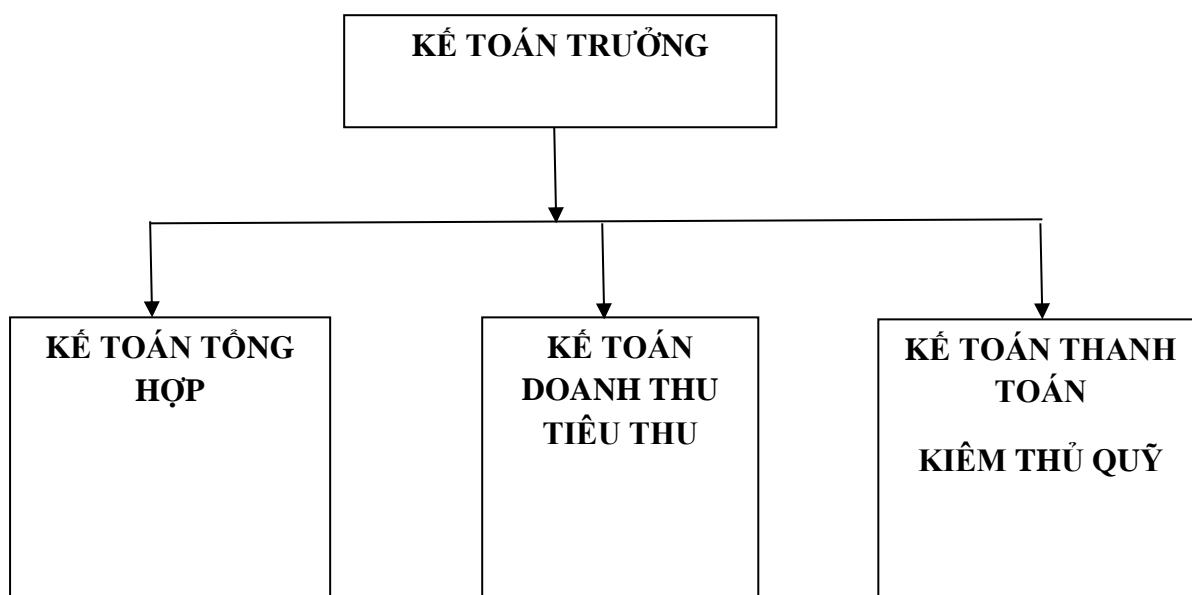 KẾ TOÁN TRƯỞNG
KẾ TOÁN TỔNG
HỢP
KẾ TOÁN
DOANH THU
TIÊU THU
KẾ TOÁN THANH
TOÁN
KIÊM THỦ QUỸ